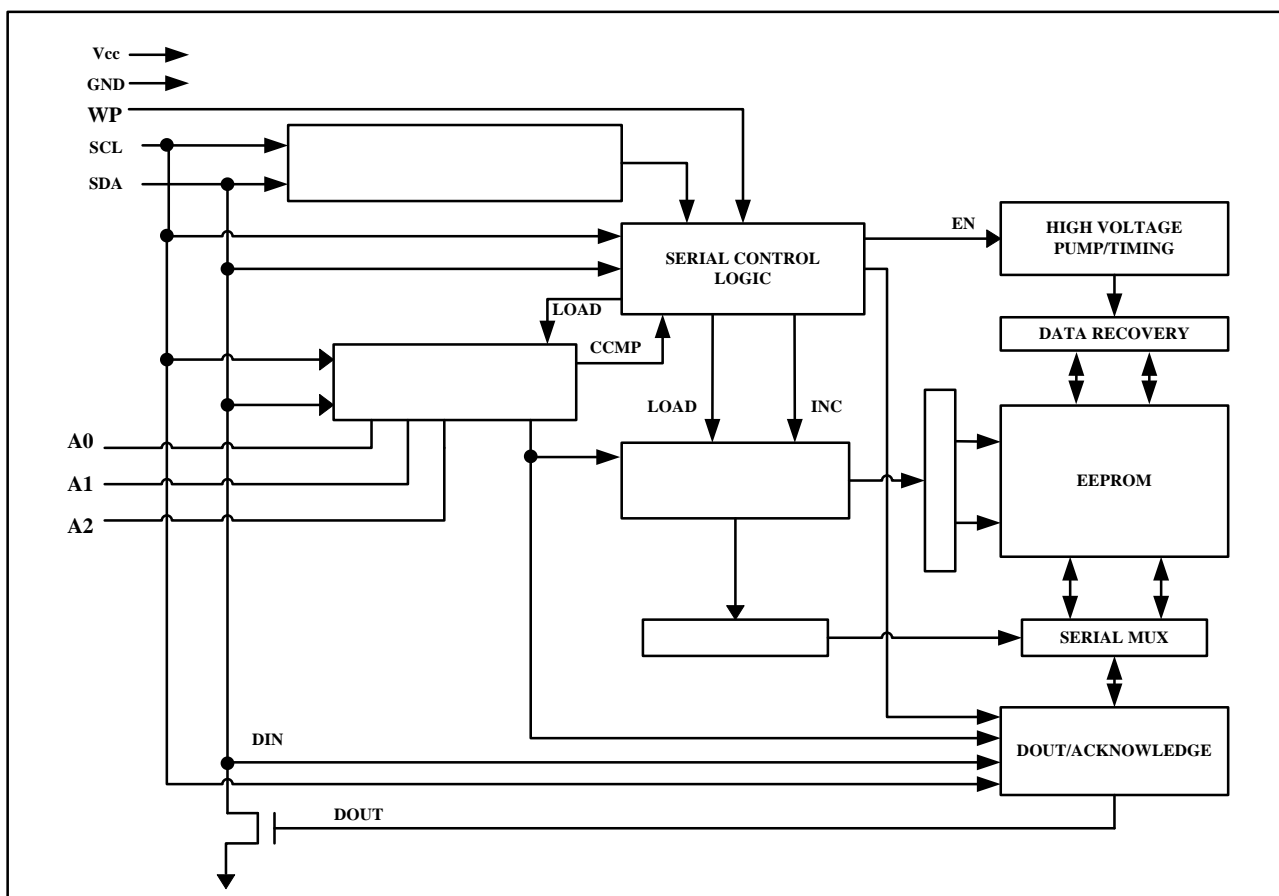 Vcc
GND
WP
SCL
SDA
EN
HIGH VOLTAGE
PUMP/TIMING
SERIAL CONTROL
LOGIC
LOAD
DATA RECOVERY
CCMP
LOAD
INC
A0
A1
A2
EEPROM
SERIAL MUX
DIN
DOUT/ACKNOWLEDGE
DOUT